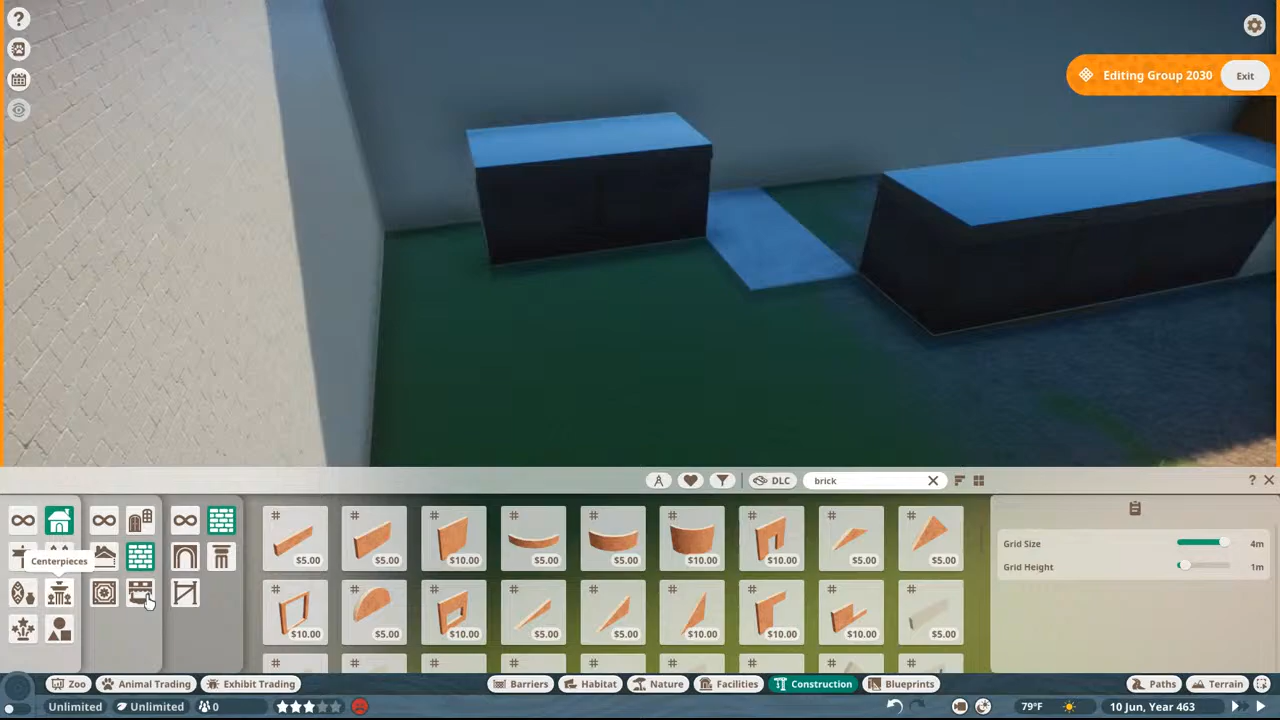 ?
Editing Group 2030
Exit
DLC
brick
?
$5.00
$5.00
$10.00
$5.00
$5.00
$10.00
$10.00
$5.00
$5.00
Grid Size
4m
Centerpieces
Grid Height
1m
$10.00
$5.00
$10.00
$5.00
$5.00
$10.00
$10.00
$10.00
$5.00
Zoo
Animal Trading
Exhibit Trading
Barriers
Habitat
Nature
Facilities
Construction
Blueprints
Paths
Terrain
Unlimited
Unlimited
0
79°F
10 Jun, Year 463